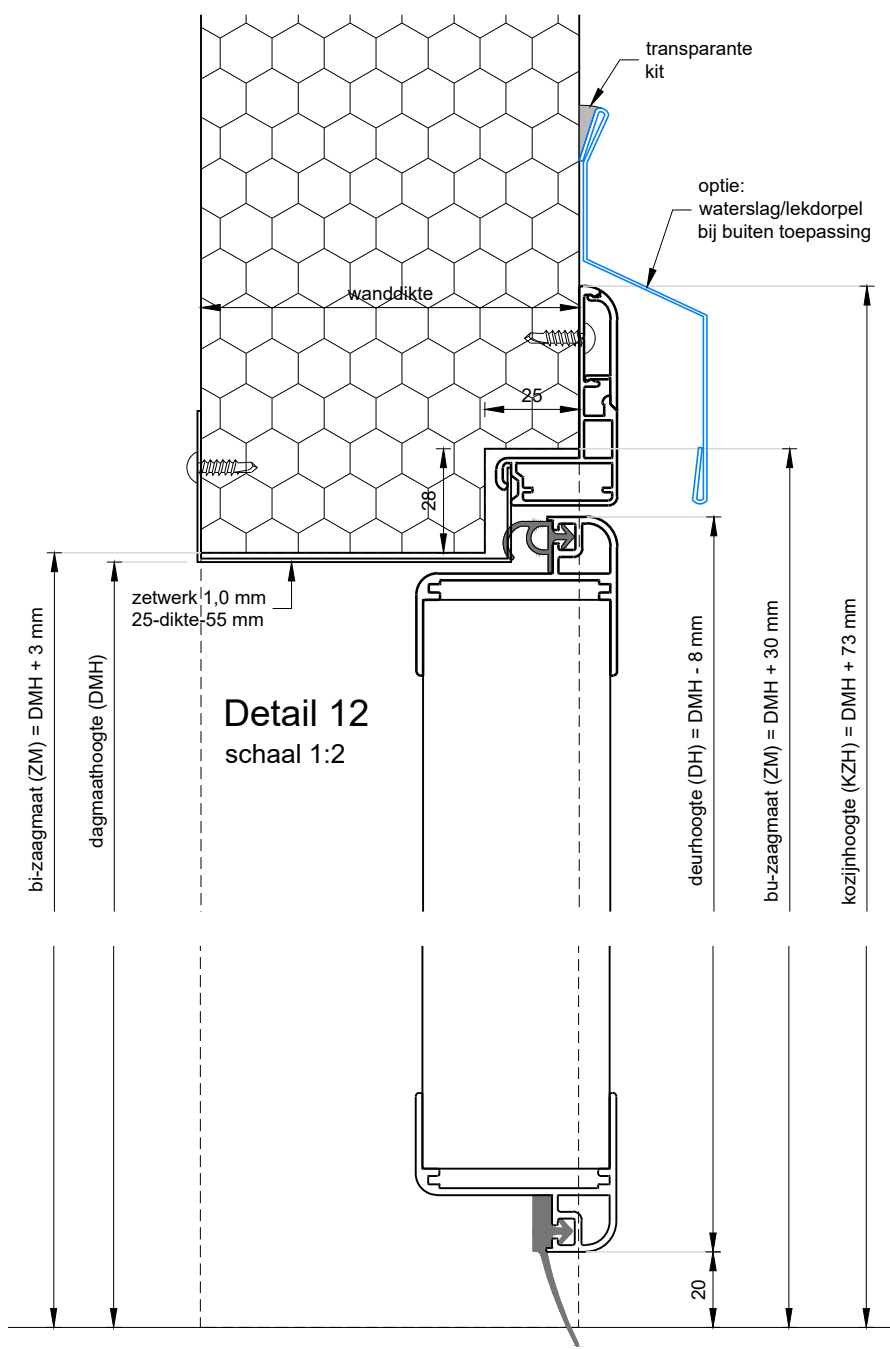 transparante
kit
optie:
waterslag/lekdorpel
bij buiten toepassing
wanddikte
25
28
zetwerk 1,0 mm
25-dikte-55 mm
Detail 12
schaal 1:2
bi-zaagmaat (ZM) = DMH + 3 mm
dagmaathoogte (DMH)
deurhoogte (DH) = DMH - 8 mm
bu-zaagmaat (ZM) = DMH + 30 mm
kozijnhoogte (KZH) = DMH + 73 mm
20